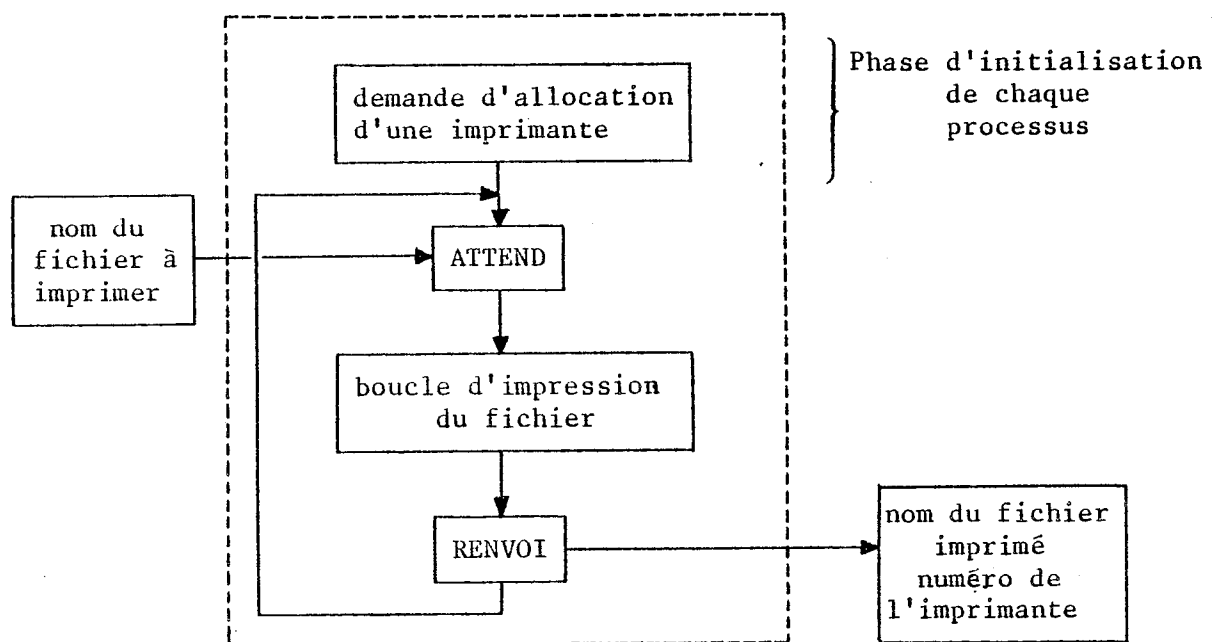 demande d'allocation
d'une imprimante
Phase d'initialisation
de chaque
processus
nom du
fichier à
imprimer
ATTEND
boucle d'impression
du fichier
RENVOI
nom du fichier
imprimé
numéro de
l'imprimante